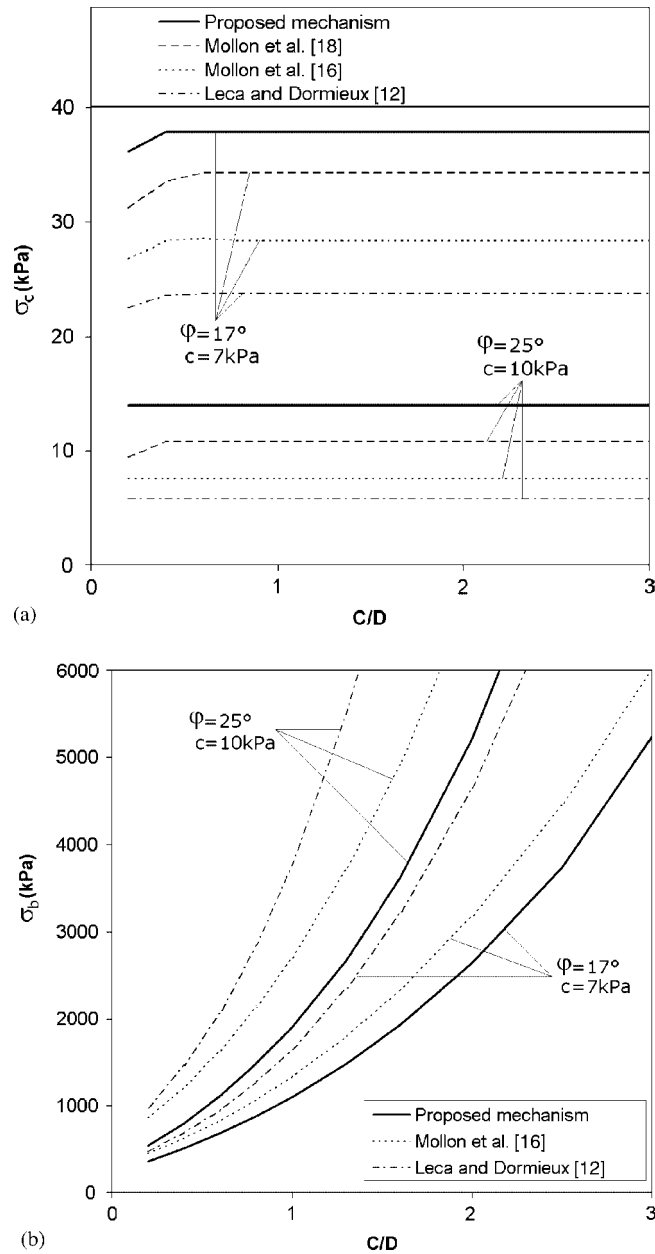 Proposed mechanism
Mollon et al. [18]
Mollon et al. [16]
Leca and Dormieux [12]
40
30
20
10
0
σc (kPa)
φ=17°
c=7kPa
φ=25°
c=10kPa
0
1
2
3
C/D
(a)
6000
5000
4000
3000
2000
1000
0
σb (kPa)
φ=25°
c=10kPa
φ=17°
c=7kPa
Proposed mechanism
Mollon et al. [16]
Leca and Dormieux [12]
0
1
2
3
C/D
(b)